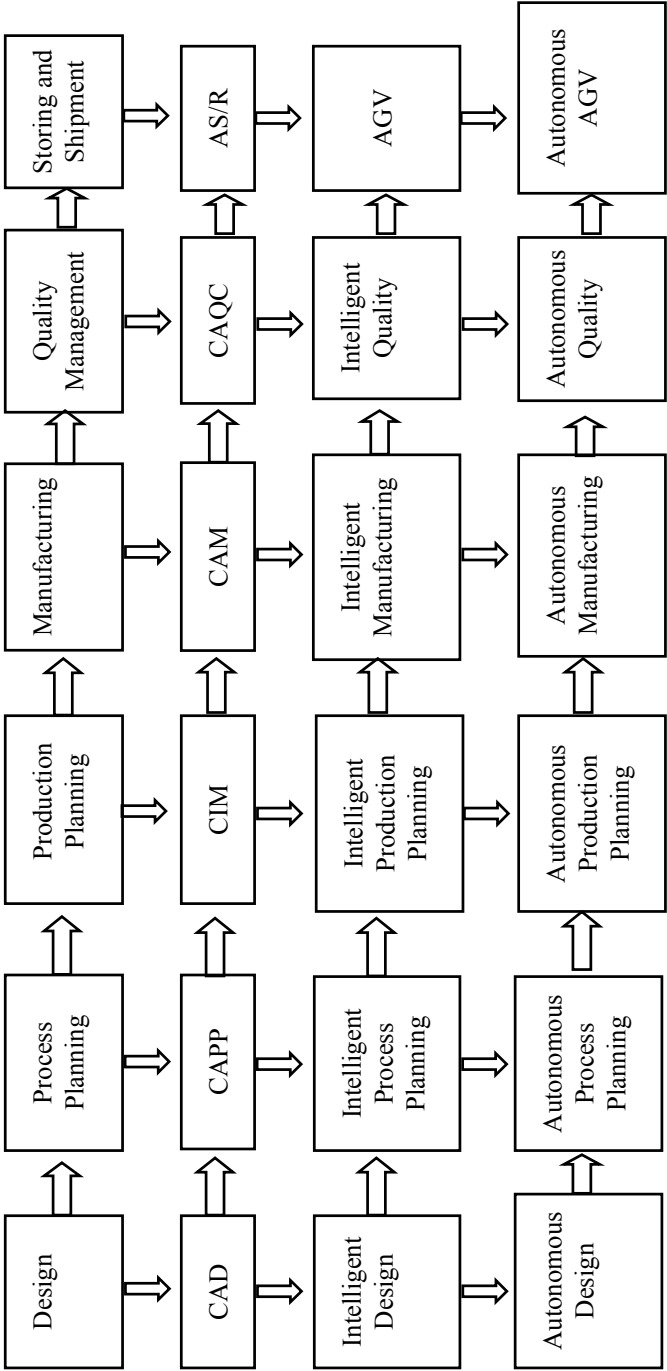 Design
Process
Planning
Production
Planning
Manufacturing
Quality
Management
Storing and
Shipment
CAD
CAPP
CIM
CAM
CAQC
AS/R
Intelligent
Design
Intelligent
Process
Planning
Intelligent
Production
Planning
Intelligent
Manufacturing
Intelligent
Quality
AGV
Autonomous
Design
Autonomous
Process
Planning
Autonomous
Production
Planning
Autonomous
Manufacturing
Autonomous
Quality
Autonomous
AGV